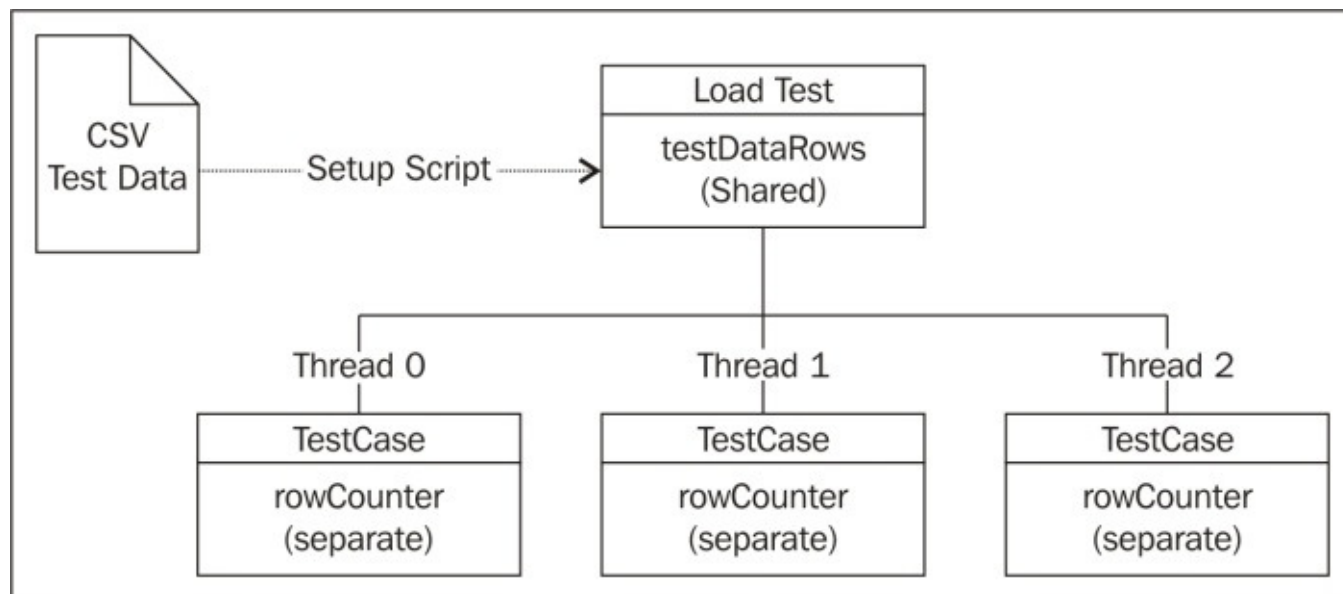 CSV
Test Data
Setup Script
Load Test
testDataRows
(Shared)
Thread 0
Thread 1
Thread 2
TestCase
rowCounter
(separate)
TestCase
rowCounter
(separate)
TestCase
rowCounter
(separate)